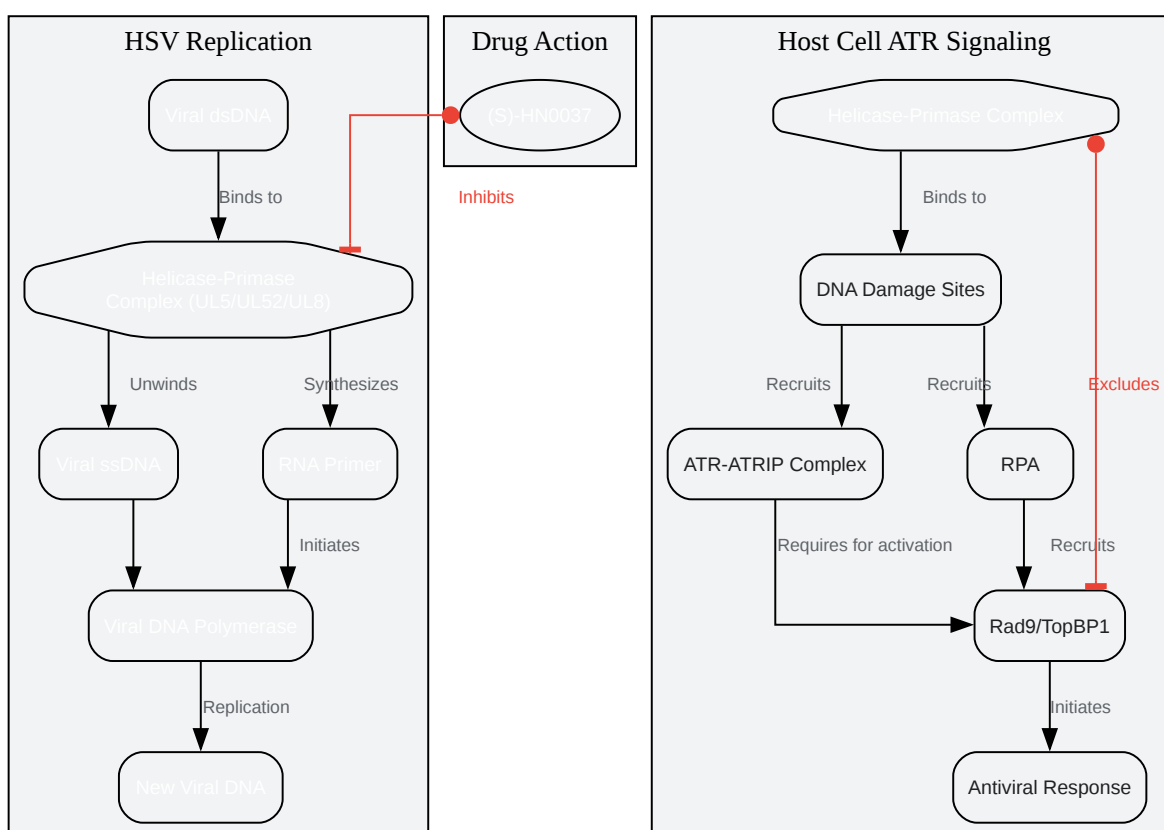 HSV Replication
Viral dsDNA
Binds to
Helicase-Primase
Complex (UL5/UL52/UL8)
Unwinds
Synthesizes
Viral ssDNA
RNA Primer
Initiates
Viral DNA Polymerase
Replication
New Viral DNA
Drug Action
(S)-HN0037
Inhibits
Host Cell ATR Signaling
Helicase-Primase Complex
Binds to
DNA Damage Sites
Recruits
Recruits
Excludes
ATR-ATRIP Complex
RPA
Requires for activation
Recruits
Rad9/TopBP1
Initiates
Antiviral Response